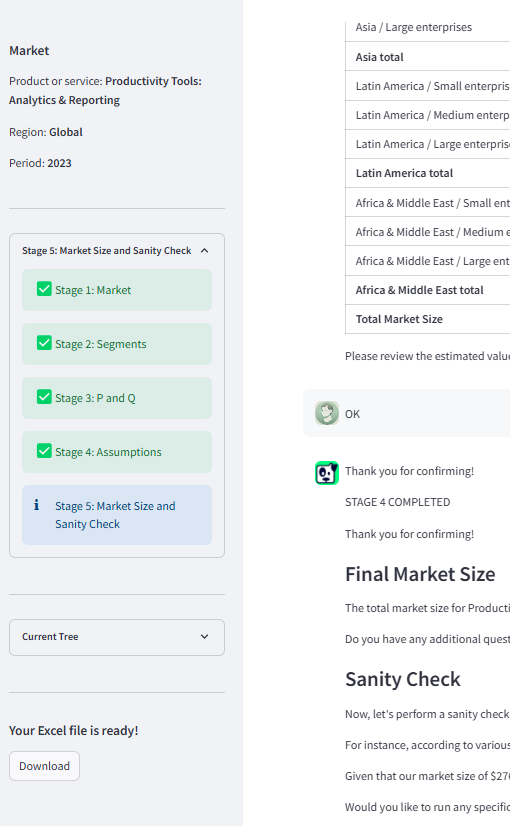 Market
Product or service: Productivity Tools:
Analytics & Reporting
Region: Global
Period: 2023
Stage 5: Market Size and Sanity Check
Stage 1: Market
Stage 2: Segments
Stage 3: P and Q
Stage 4: Assumptions
Stage 5: Market Size and
Sanity Check
Current Tree
Your Excel file is ready!
Download
Asia / Large enterprises
Asia total
Latin America / Small enterpris
Latin America / Medium enterp
Latin America / Large enterpris
Latin America total
Africa & Middle East / Small ent
Africa & Middle East / Medium e
Africa & Middle East / Large ent
Africa & Middle East total
Total Market Size
Please review the estimated value
OK
Thank you for confirming!
STAGE 4 COMPLETED
Thank you for confirming!
Final Market Size
The total market size for Producti
Do you have any additional quest
Sanity Check
Now, let's perform a sanity check
For instance, according to various
Given that our market size of $276
Would you like to run any specific